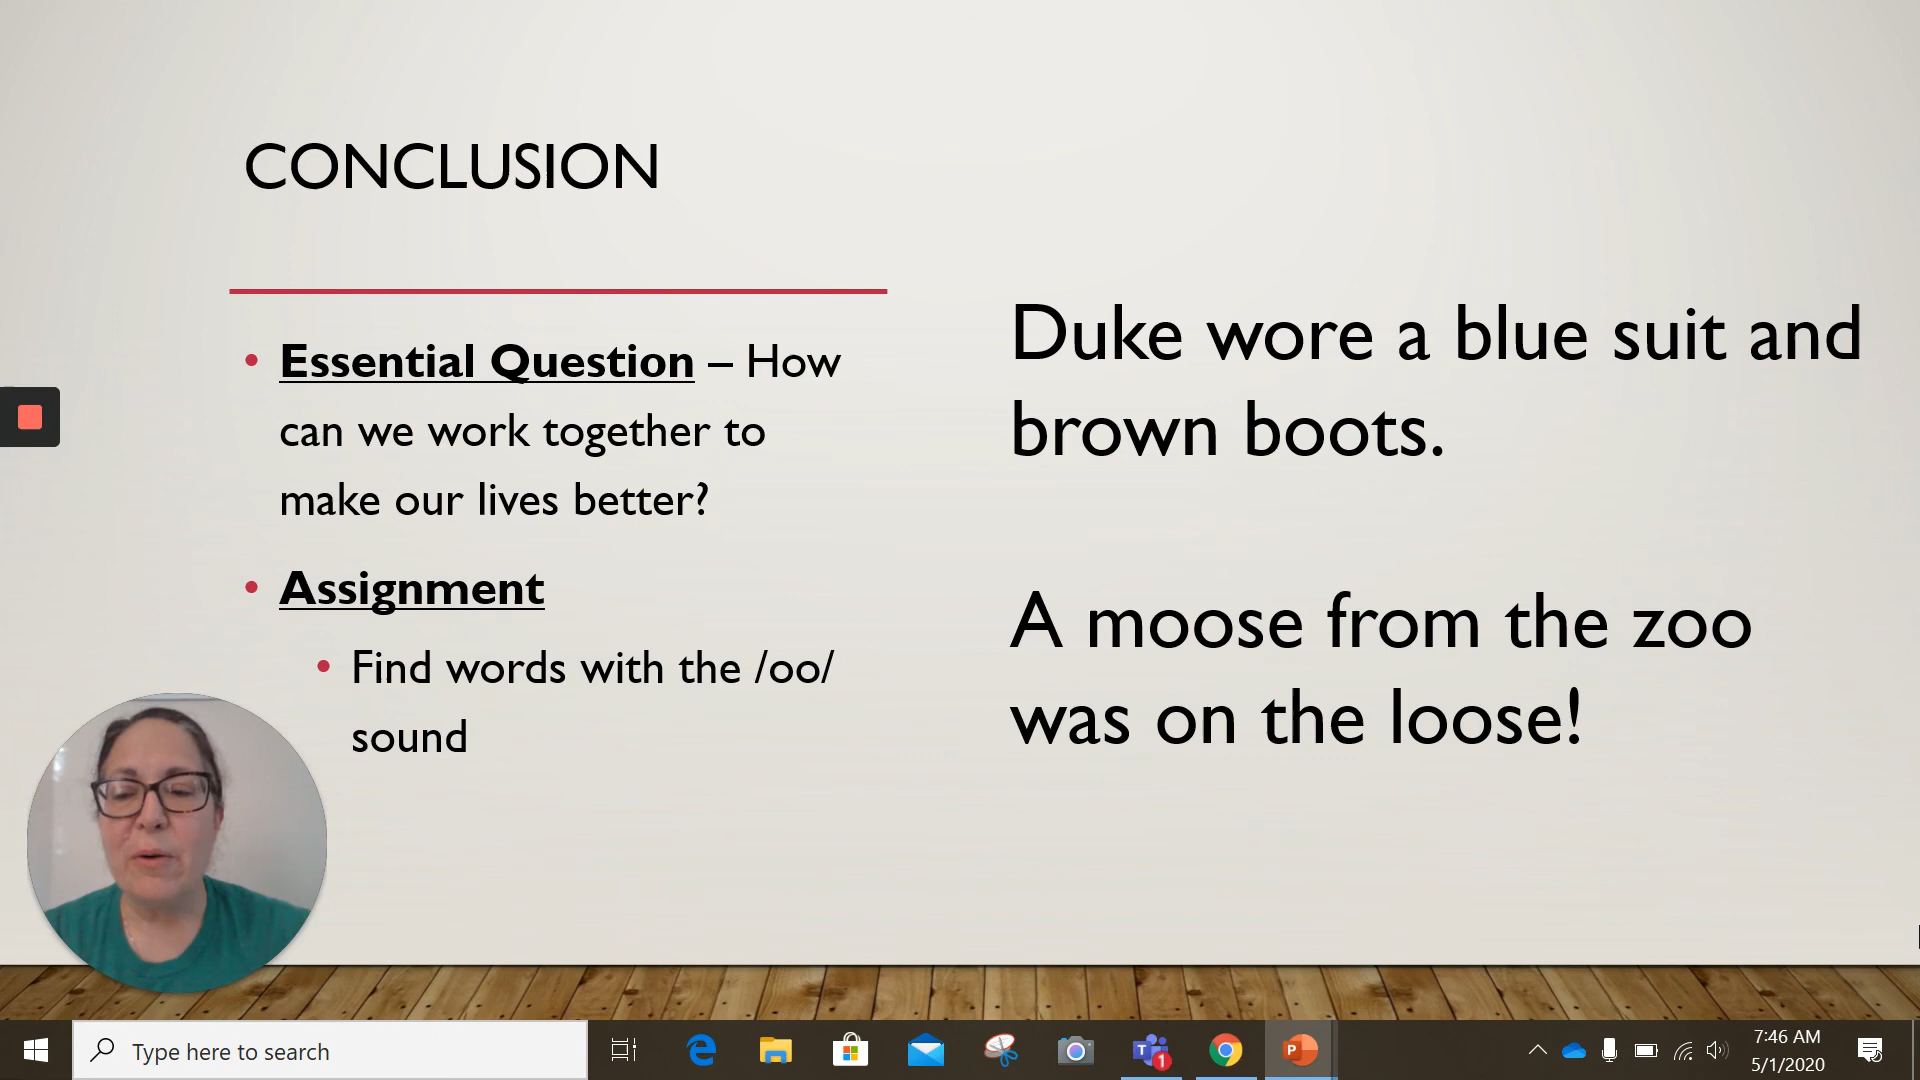 CONCLUSION
• Essential Question – How
can we work together to
make our lives better?
• Assignment
• Find words with the /oo/
sound
Duke wore a blue suit and
brown boots.
A moose from the zoo
was on the loose!
Type here to search
T
1
P
7:46 AM
5/1/2020